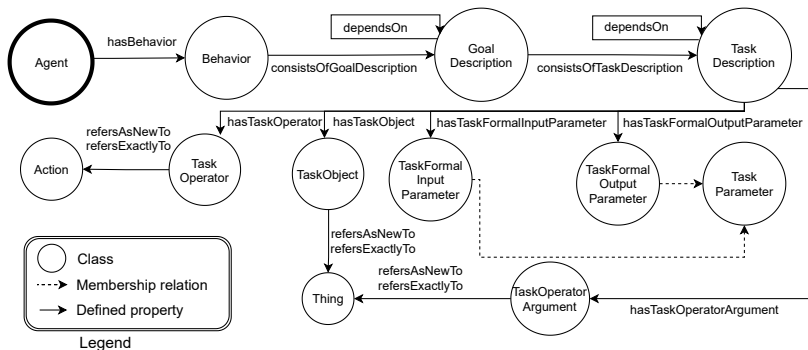 dependsOn
dependsOn
hasBehavior
Agent
Behavior
Goal
Description
Task
Description
consistsOfGoalDescription
consistsOfTaskDescription
hasTaskOperator
hasTaskObject
hasTaskFormalInputParameter
hasTaskFormalOutputParameter
refersAsNewTo
refersExactlyTo
Action
Task
Operator
TaskObject
TaskFormal
Input
Parameter
TaskFormal
Output
Parameter
Task
Parameter
refersAsNewTo
refersExactlyTo
Class
Membership relation
Defined property
Legend
Thing
refersAsNewTo
refersExactlyTo
TaskOperator
Argument
hasTaskOperatorArgument